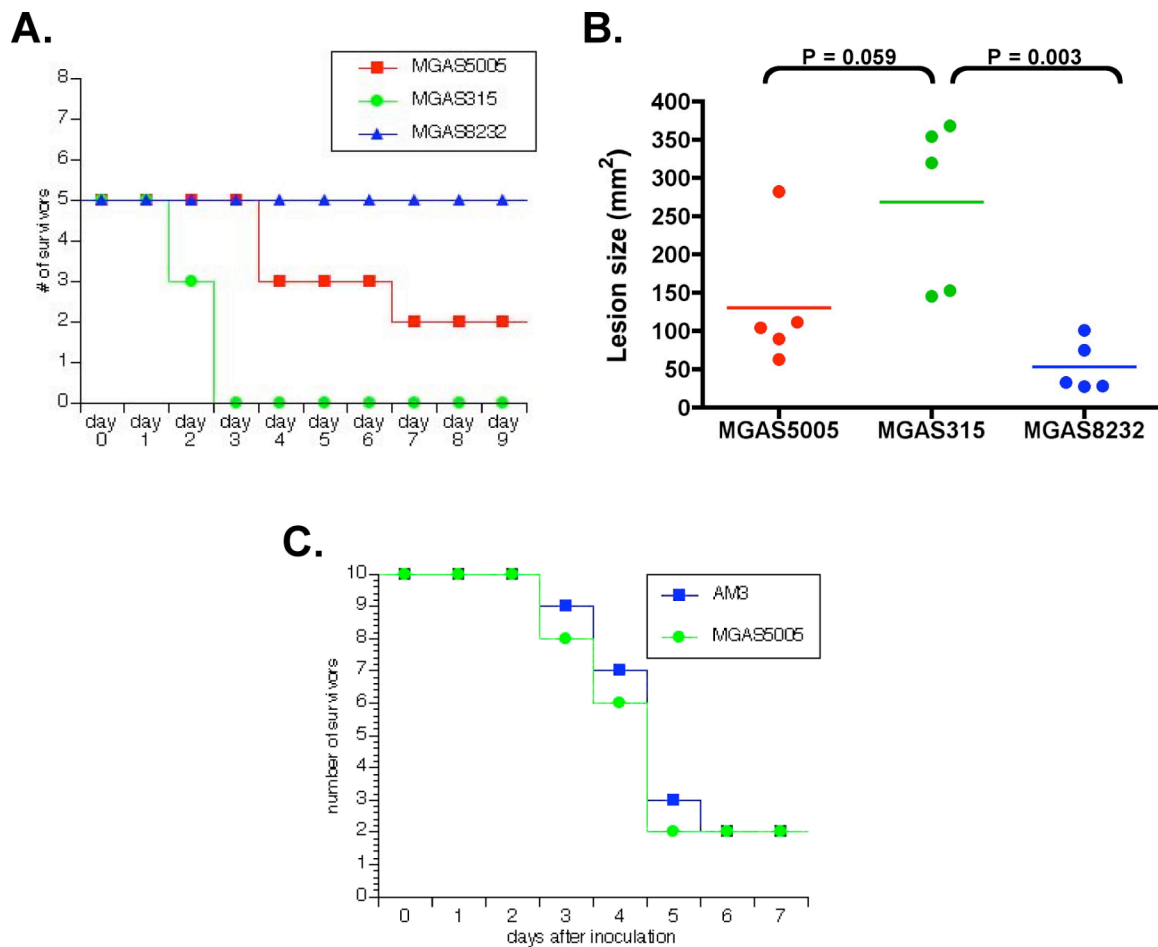 A.
MGAS5005
MGAS315
MGAS8232
8
7
6
5
4
3
2
1
0
# of survivors
day 0
day 1
day 2
day 3
day 4
day 5
day 6
day 7
day 8
day 9
B.
P = 0.059
P = 0.003
400
350
300
250
200
150
100
50
0
Lesion size (mm²)
MGAS5005
MGAS315
MGAS8232
C.
AM3
MGAS5005
10
9
8
7
6
5
4
3
2
1
0
number of survivors
0
1
2
3
4
5
6
7
days after inoculation